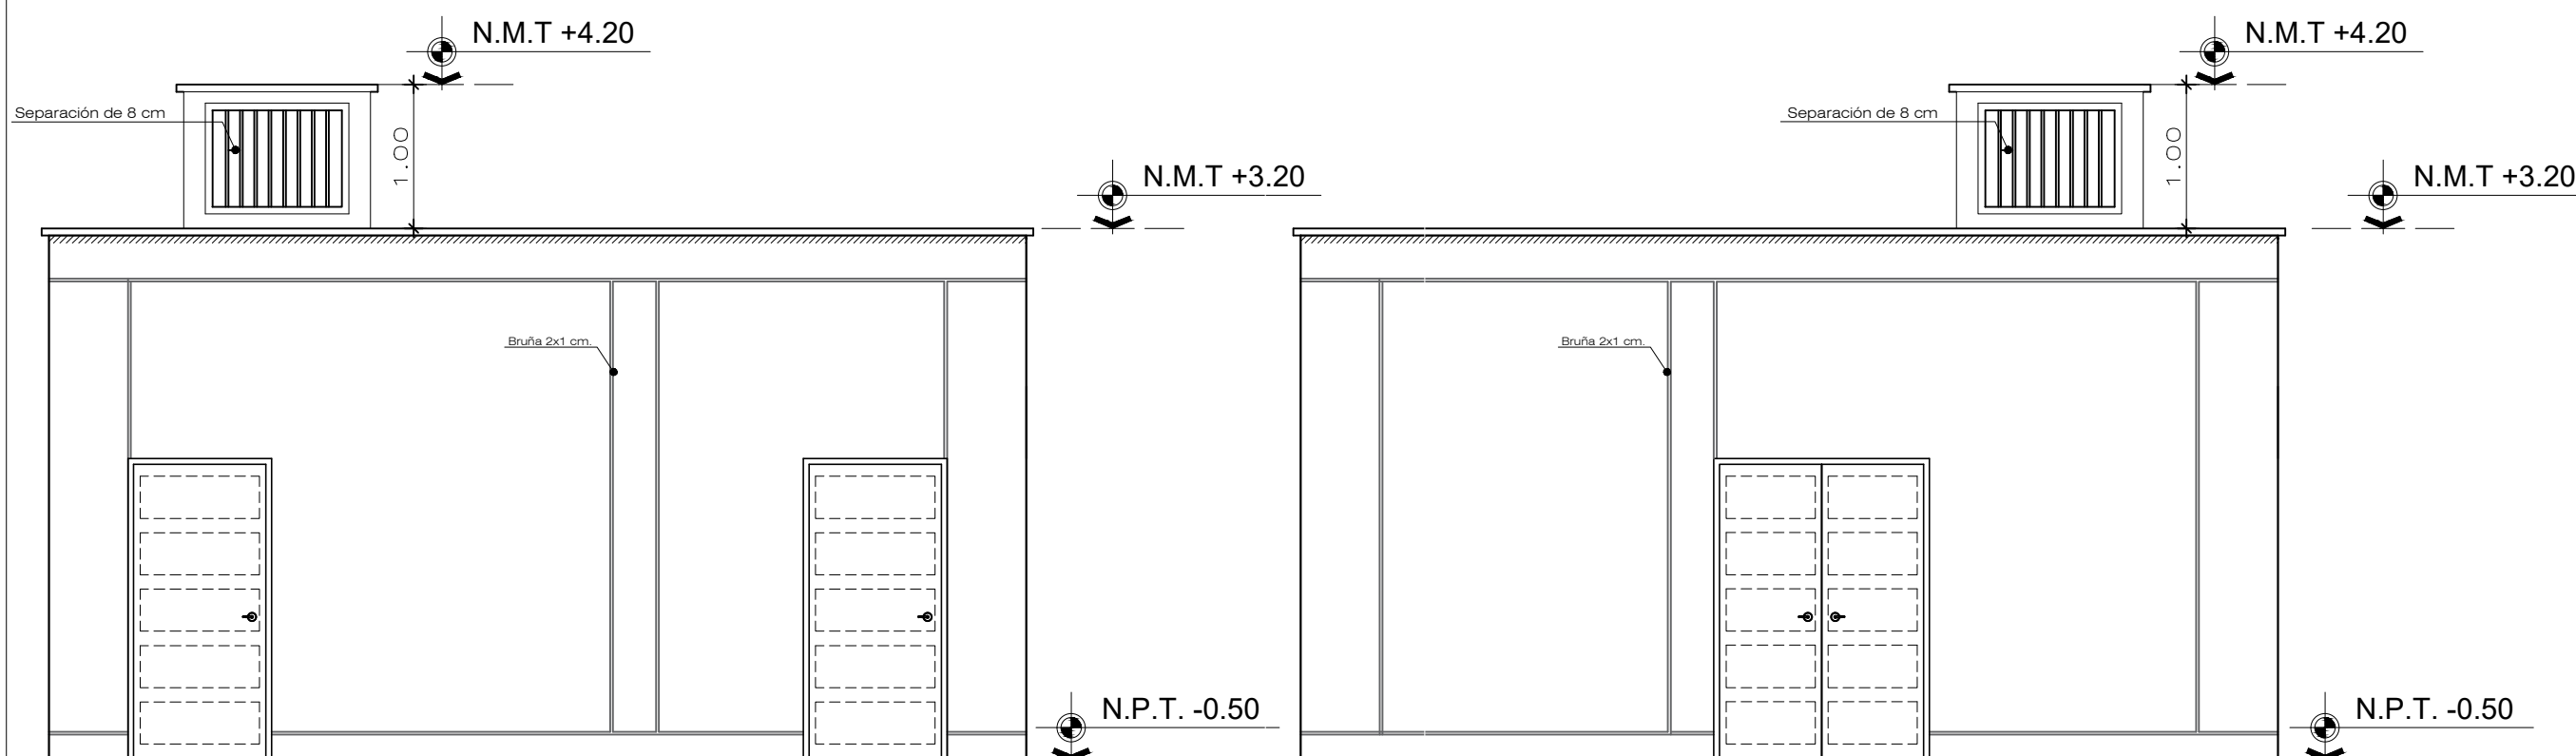 N.M.T +4.20
N.M.T +4.20
Separación de 8 cm
Separación de 8 cm
1.00
1.00
N.M.T +3.20
N.M.T +3.20
Bruña 2x1 cm.
Bruña 2x1 cm.
N.P.T. -0.50
N.P.T. -0.50